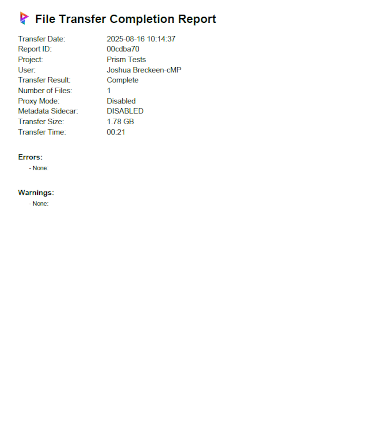 File Transfer Completion Report
Transfer Date: 2025-08-16 10:14:37
Report ID: 00cdba70
Project: Prism Tests
User: Joshua Breckeen-cMP
Transfer Result: Complete
Number of Files: 1
Proxy Mode: Disabled
Metadata Sidecar: DISABLED
Transfer Size: 1.78 GB
Transfer Time: 00:21
Errors:
- None
Warnings:
None: